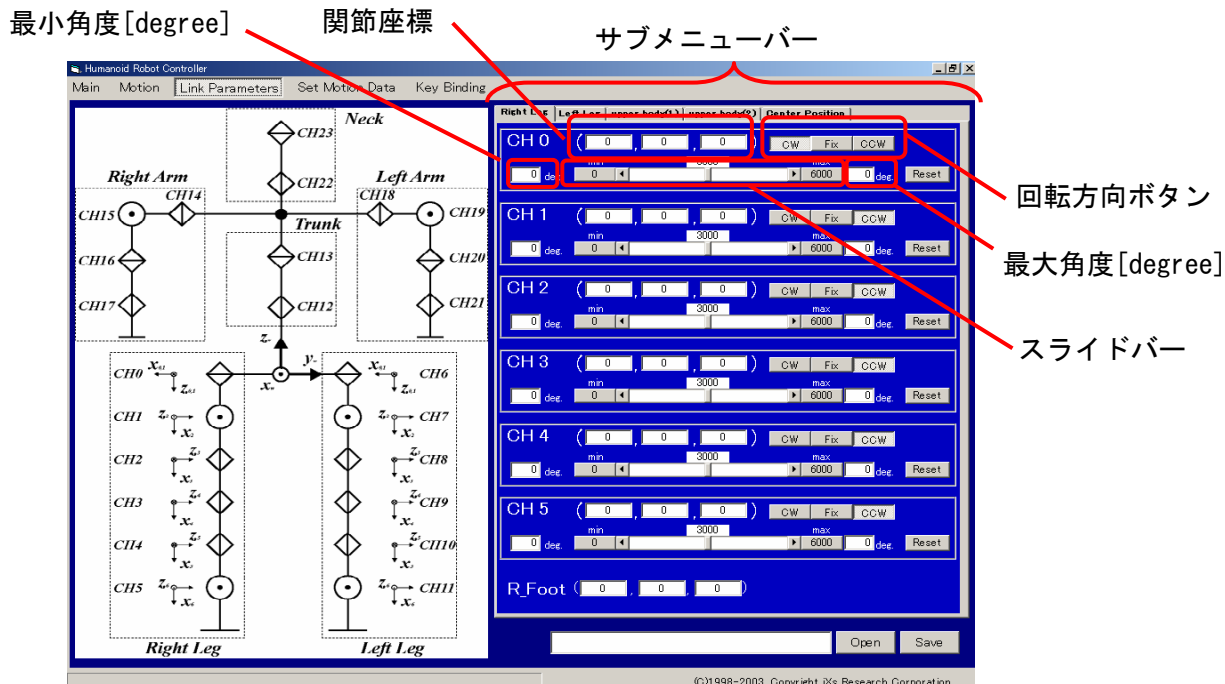 最小角度[degree]
関節座標
サブメニューバー
Humanoid Robot Controller
Main Motion Link Parameters Set Motion Data Key Binding
Neck
CH23
CH22
Right Arm
Left Arm
CH14
CH18
CH15
CH19
Trunk
CH16
CH13
CH20
CH17
CH12
CH21
CH0
CH6
CH1
CH7
CH2
CH8
CH3
CH9
CH4
CH10
CH5
CH11
Right Leg
Left Leg
Right Leg Left Leg upper body(1) upper body(2) Center Position
CH 0 ( 0 , 0 , 0 ) CW Fix CCW
min 3000 max
0 deg. 0 6000 0 deg. Reset
CH 1 ( 0 , 0 , 0 ) CW Fix CCW
min 3000 max
0 deg. 0 6000 0 deg. Reset
CH 2 ( 0 , 0 , 0 ) CW Fix CCW
min 3000 max
0 deg. 0 6000 0 deg. Reset
CH 3 ( 0 , 0 , 0 ) CW Fix CCW
min 3000 max
0 deg. 0 6000 0 deg. Reset
CH 4 ( 0 , 0 , 0 ) CW Fix CCW
min 3000 max
0 deg. 0 6000 0 deg. Reset
CH 5 ( 0 , 0 , 0 ) CW Fix CCW
min 3000 max
0 deg. 0 6000 0 deg. Reset
R_Foot ( 0 , 0 , 0 )
Open Save
(C)1998-2003 Copyright iXs Research Corporation
回転方向ボタン
最大角度[degree]
スライドバー